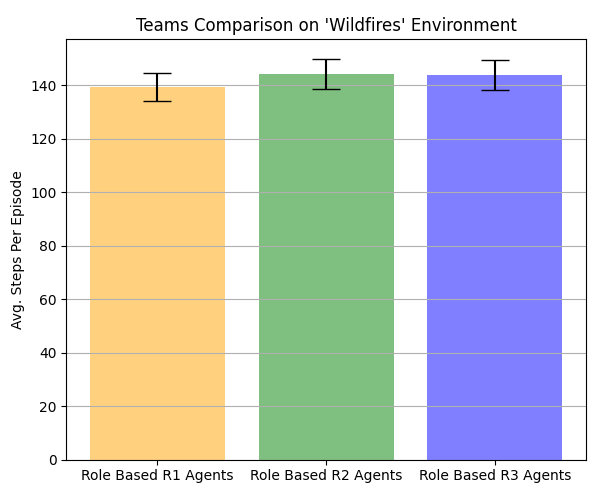 Teams Comparison on 'Wildfires' Environment
Avg. Steps Per Episode
140
120
100
80
60
40
20
0
Role Based R1 Agents Role Based R2 Agents Role Based R3 Agents